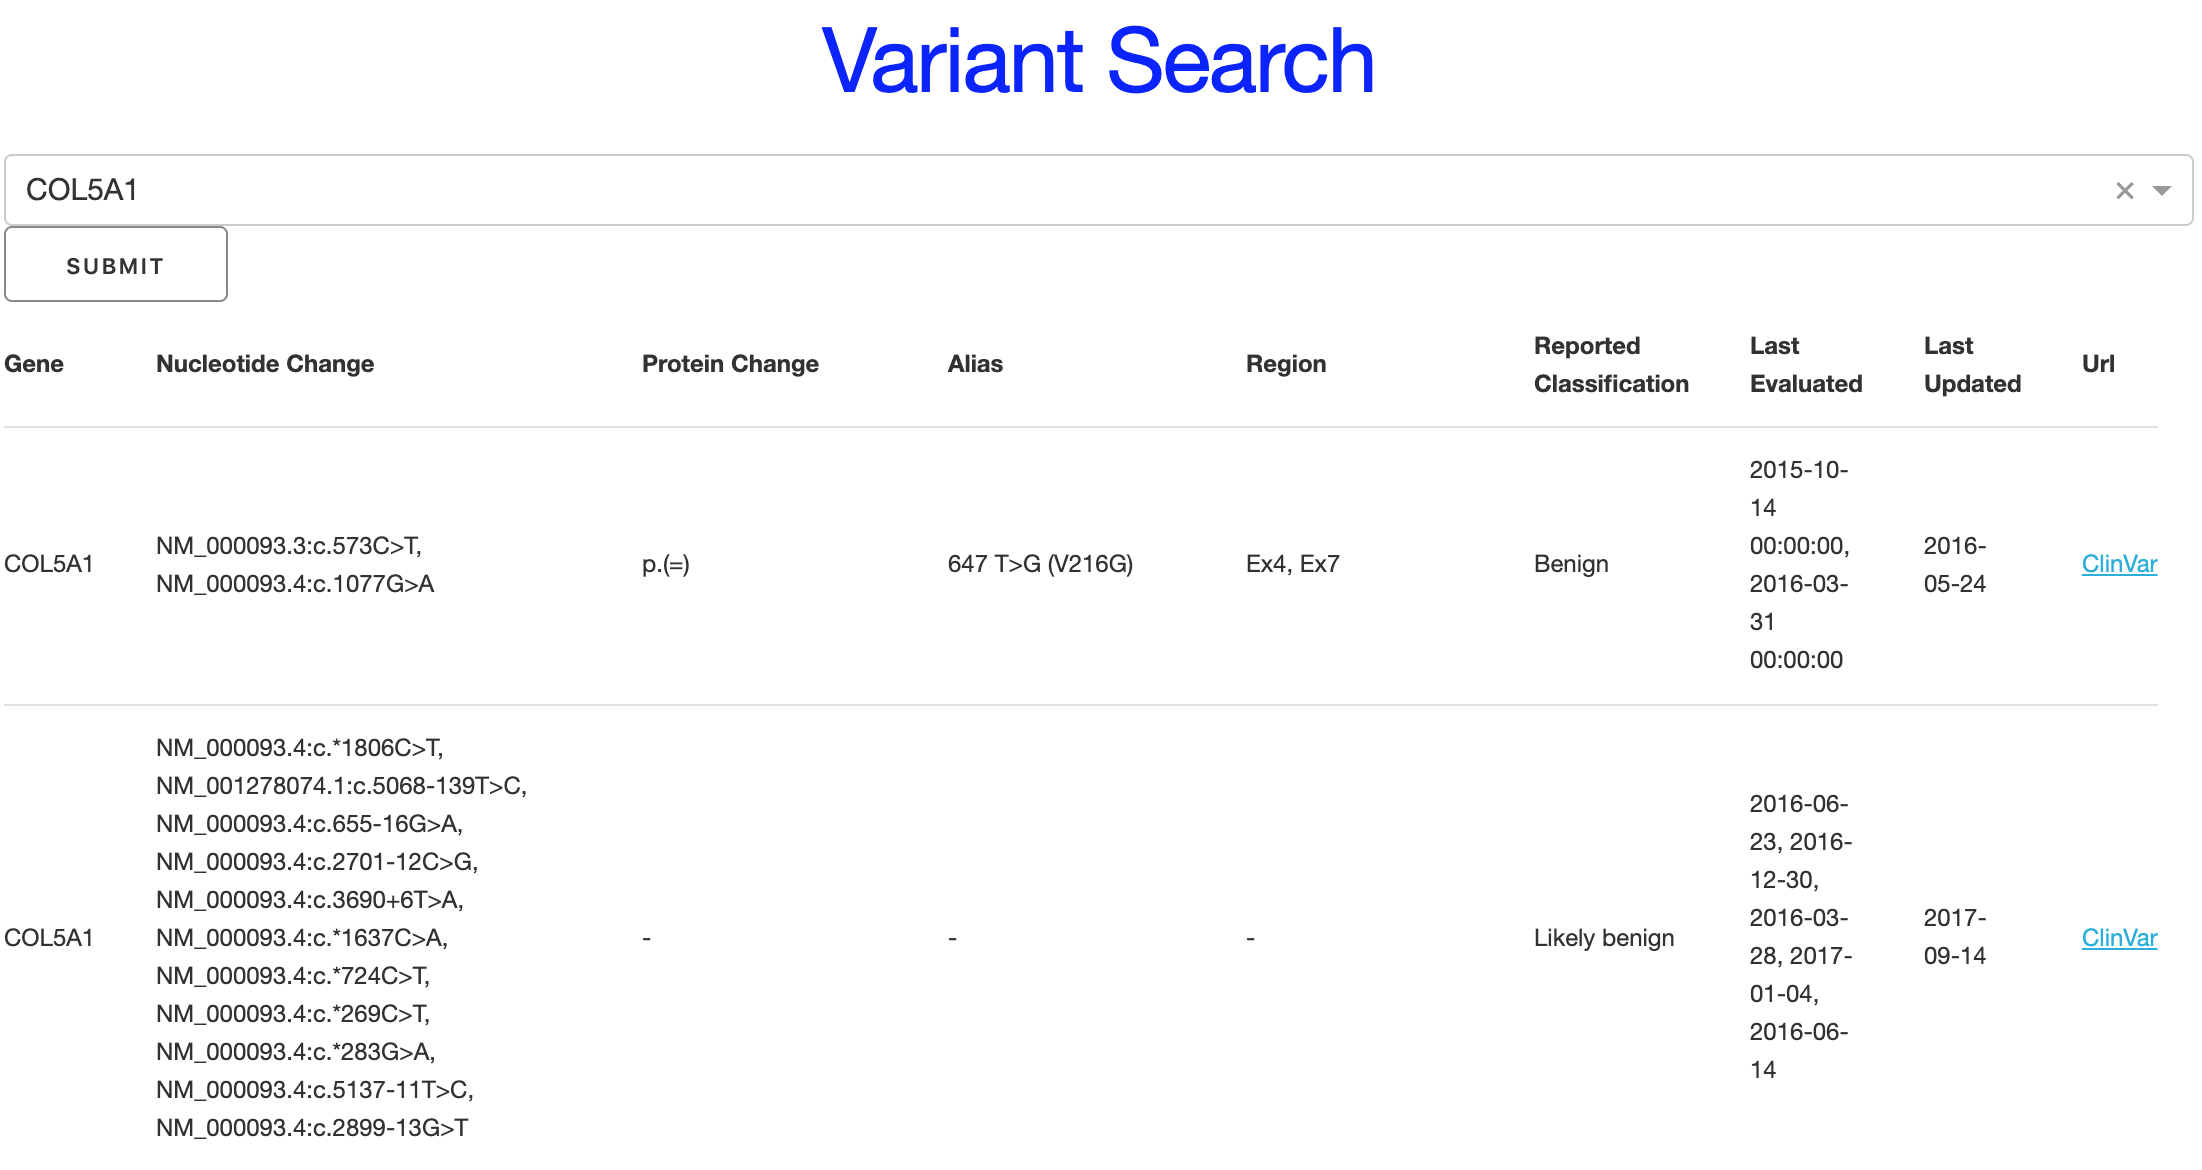 Variant Search
COL5A1
SUBMIT
Gene Nucleotide Change Protein Change Alias Region Reported Classification Last Evaluated Last Updated Url
COL5A1
NM_000093.3:c.573C>T,
NM_000093.4:c.1077G>A
p.(=)
647 T>G (V216G)
Ex4, Ex7
Benign
2015-10-
14
00:00:00,
2016-03-
31
00:00:00
2016-
05-24
ClinVar
COL5A1
NM_000093.4:c.*1806C>T,
NM_001278074.1:c.5068-139T>C,
NM_000093.4:c.655-16G>A,
NM_000093.4:c.2701-12C>G,
NM_000093.4:c.3690+6T>A,
NM_000093.4:c.*1637C>A,
NM_000093.4:c.*724C>T,
NM_000093.4:c.*269C>T,
NM_000093.4:c.*283G>A,
NM_000093.4:c.5137-11T>C,
NM_000093.4:c.2899-13G>T
-
-
-
Likely benign
2016-06-
23, 2016-
12-30,
2016-03-
28, 2017-
01-04,
2016-06-
14
2017-
09-14
ClinVar